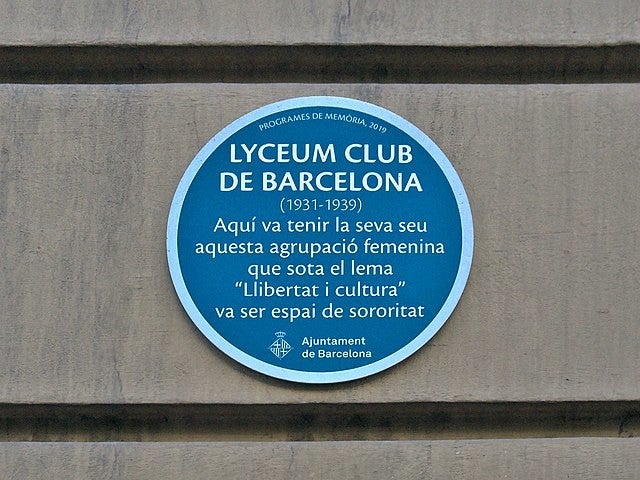 PROGRAMES DE MEMÒRIA, 2019
LYCEUM CLUB
DE BARCELONA
(1931-1939)
Aquí va tenir la seva seu
aquesta agrupació femenina
que sota el lema
“Llibertat i cultura”
va ser espai de sororitat
Ajuntament
de Barcelona